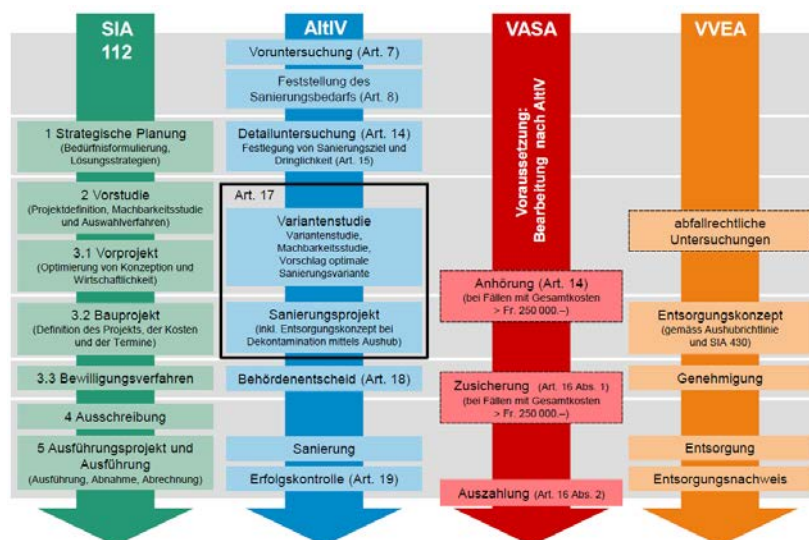 SIA
112
1 Strategische Planung
(Bedürfnisformulierung,
Lösungsstrategien)
2 Vorstudie
(Projektdefinition, Machbarkeitsstudie
und Auswahlverfahren)
3.1 Vorprojekt
(Optimierung von Konzeption und
Wirtschaftlichkeit)
3.2 Bauprojekt
(Definition des Projekts, der Kosten
und der Termine)
3.3 Bewilligungsverfahren
4 Ausschreibung
5 Ausführungsprojekt und
Ausführung
(Ausführung, Abnahme, Abrechnung)
AltlV
Voruntersuchung (Art. 7)
Feststellung des
Sanierungsbedarfs (Art. 8)
Detailuntersuchung (Art. 14)
Festlegung von Sanierungsziel und
Dringlichkeit (Art. 15)
Art. 17
Variantenstudie
Variantenstudie,
Machbarkeitsstudie,
Vorschlag optimale
Sanierungsvariante
Sanierungsprojekt
(inkl. Entsorgungskonzept bei
Dekontamination mittels Aushub)
Behördenentscheid (Art. 18)
Sanierung
Erfolgskontrolle (Art. 19)
VASA
Voraussetzung:
Bearbeitung nach AltlV
Anhörung (Art. 14)
(bei Fällen mit Gesamtkosten
> Fr. 250 000.–)
Zusicherung (Art. 16 Abs. 1)
(bei Fällen mit Gesamtkosten
> Fr. 250 000.–)
Auszahlung (Art. 16 Abs. 2)
VVEA
abfallrechtliche
Untersuchungen
Entsorgungskonzept
(gemäss Aushubrichtlinie
und SIA 430)
Genehmigung
Entsorgung
Entsorgungsnachweis